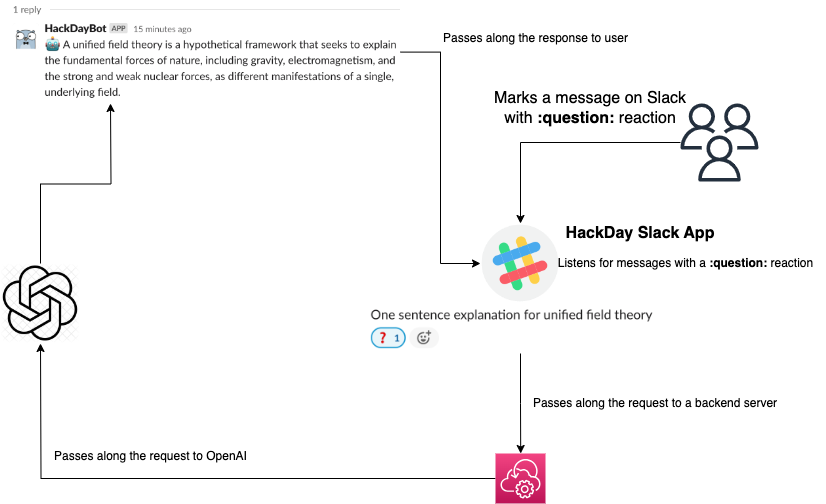 1 reply
HackDayBot APP 15 minutes ago
🤖 A unified field theory is a hypothetical framework that seeks to explain
the fundamental forces of nature, including gravity, electromagnetism, and
the strong and weak nuclear forces, as different manifestations of a single,
underlying field.
Passes along the response to user
Marks a message on Slack
with :question: reaction
HackDay Slack App
Listens for messages with a :question: reaction
One sentence explanation for unified field theory
❓ 1
Passes along the request to a backend server
Passes along the request to OpenAI